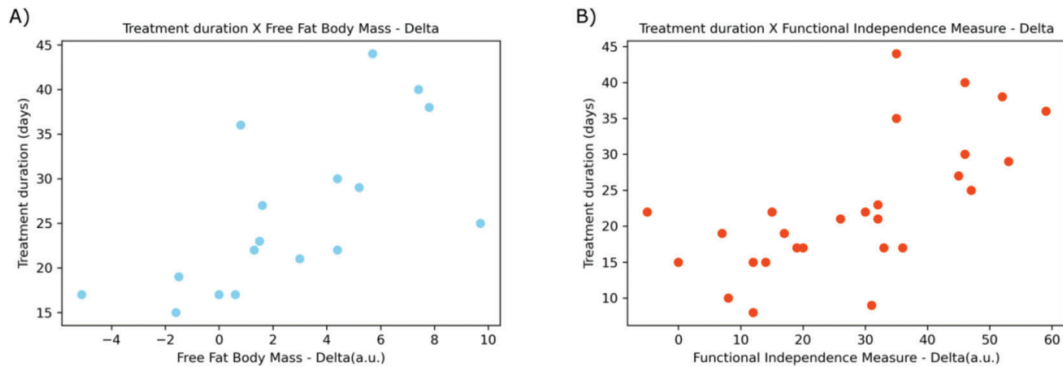 A)
Treatment duration X Free Fat Body Mass - Delta
45
40
35
30
25
20
15
Treatment duration (days)
−4 −2 0 2 4 6 8 10
Free Fat Body Mass - Delta(a.u.)
B)
Treatment duration X Functional Independence Measure - Delta
45
40
35
30
25
20
15
10
Treatment duration (days)
0 10 20 30 40 50 60
Functional Independence Measure - Delta(a.u.)